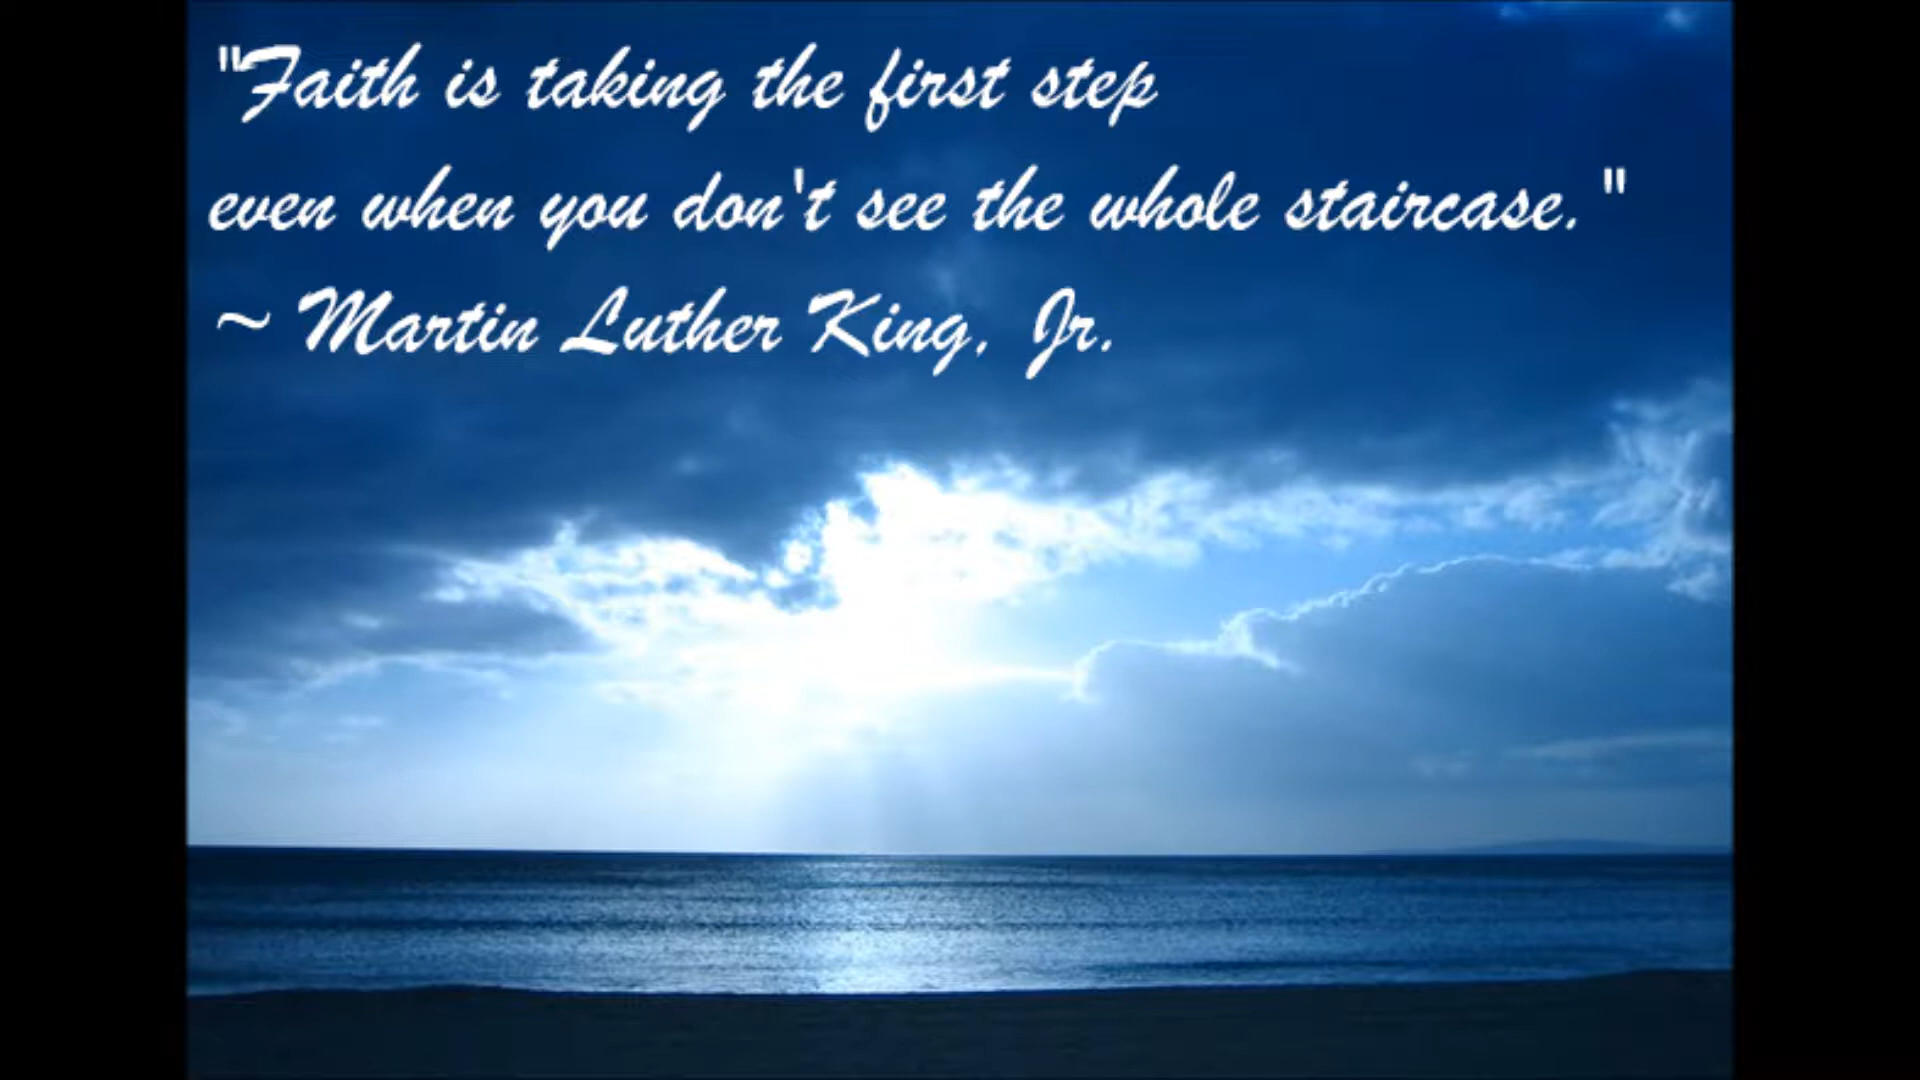 "Faith is taking the first step
even when you don't see the whole staircase."
~ Martin Luther King, Jr.